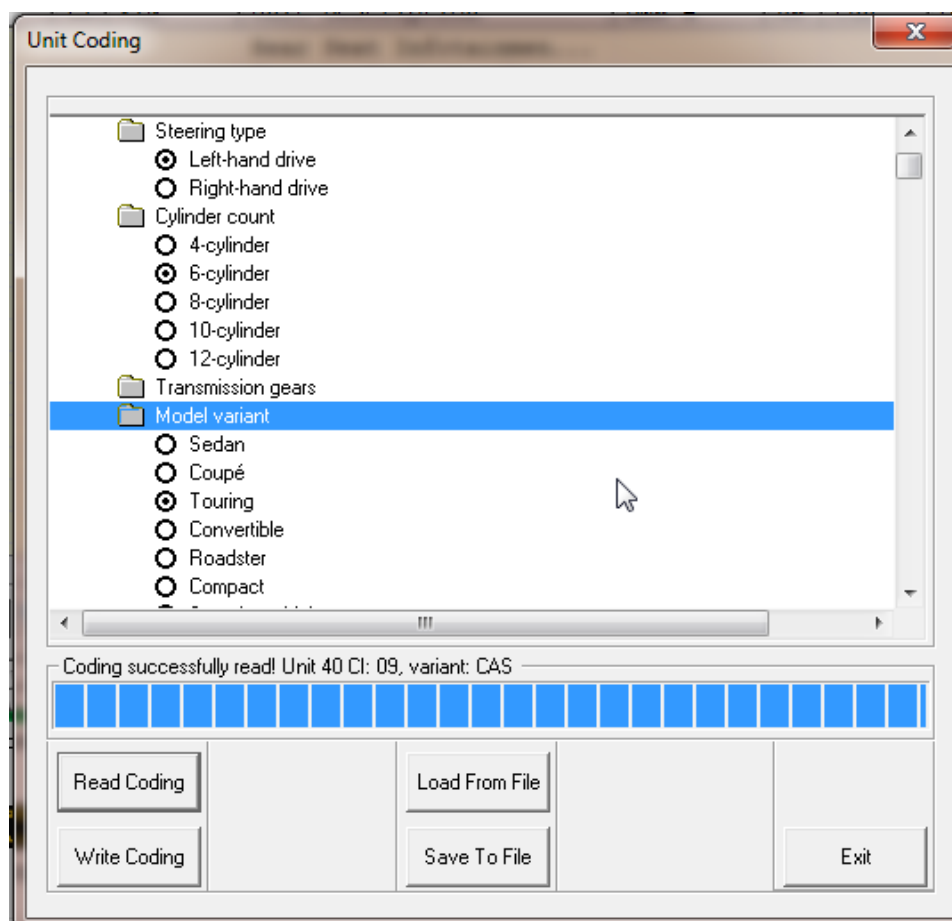 Unit Coding
Steering type
Left-hand drive
Right-hand drive
Cylinder count
4-cylinder
6-cylinder
8-cylinder
10-cylinder
12-cylinder
Transmission gears
Model variant
Sedan
Coupé
Touring
Convertible
Roadster
Compact
Coding successfully read! Unit 40 CI: 09, variant: CAS
Read Coding
Load From File
Write Coding
Save To File
Exit